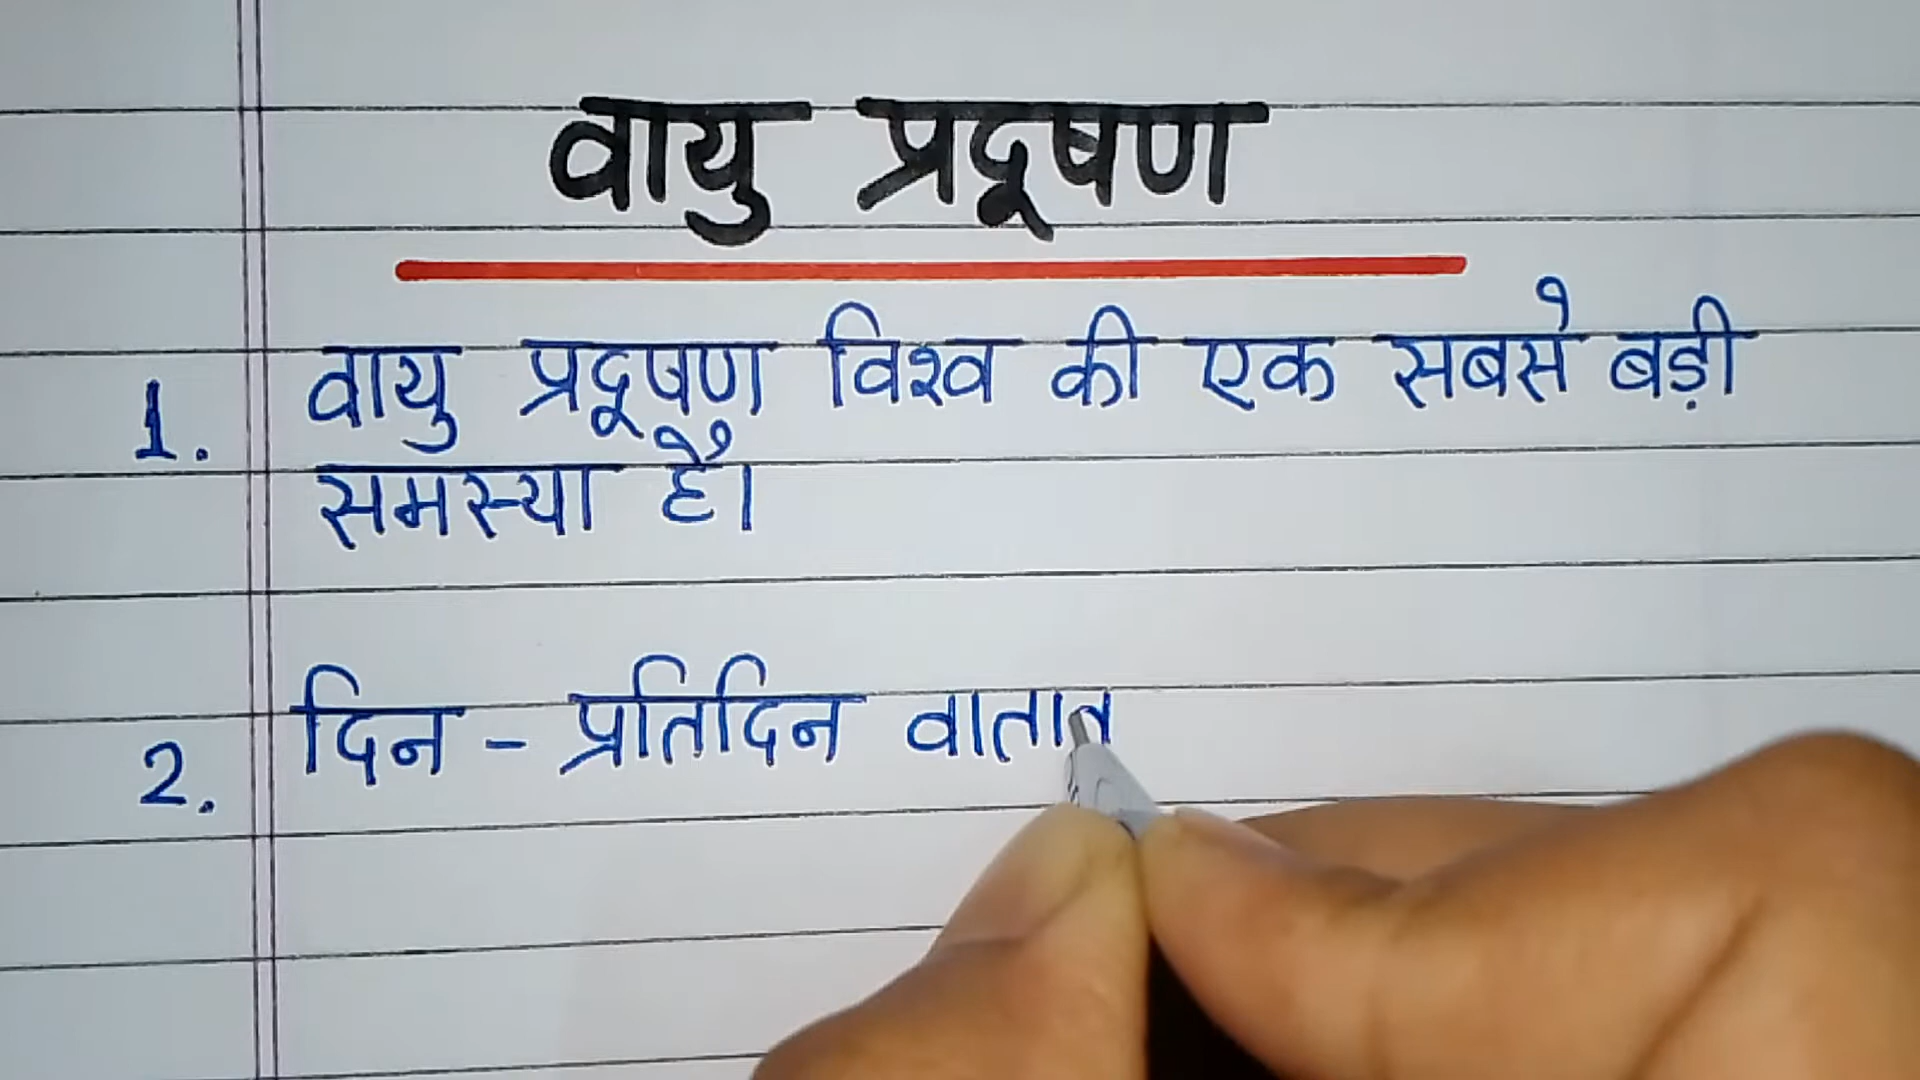 वायु प्रदूषण
1. वायु प्रदूषण विश्व की एक सबसे बड़ी
समस्या है।
2. दिन - प्रतिदिन वाताव